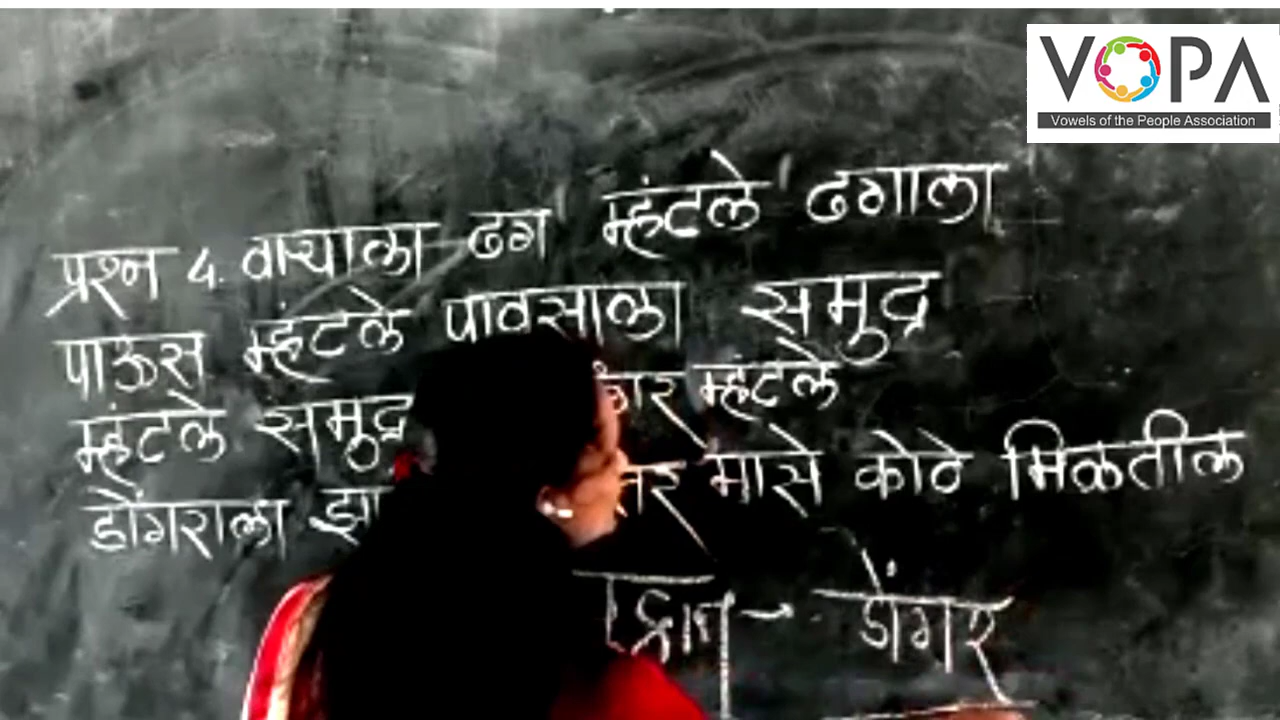 VOPA
Vowels of the People Association
प्रश्न 4. वाऱ्याला ढग म्हंटले ढगाला
पाऊस म्हंटले पावसाला समुद्र
म्हंटले समुद्र म्हंटले
डोंगराला मासे कोठे मिळतील
डोंगर